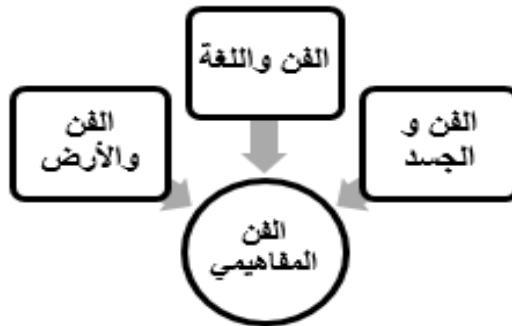 الفن واللغة
الفن و
الجسد
الفن
والأرض
الفن
المفاهيمي